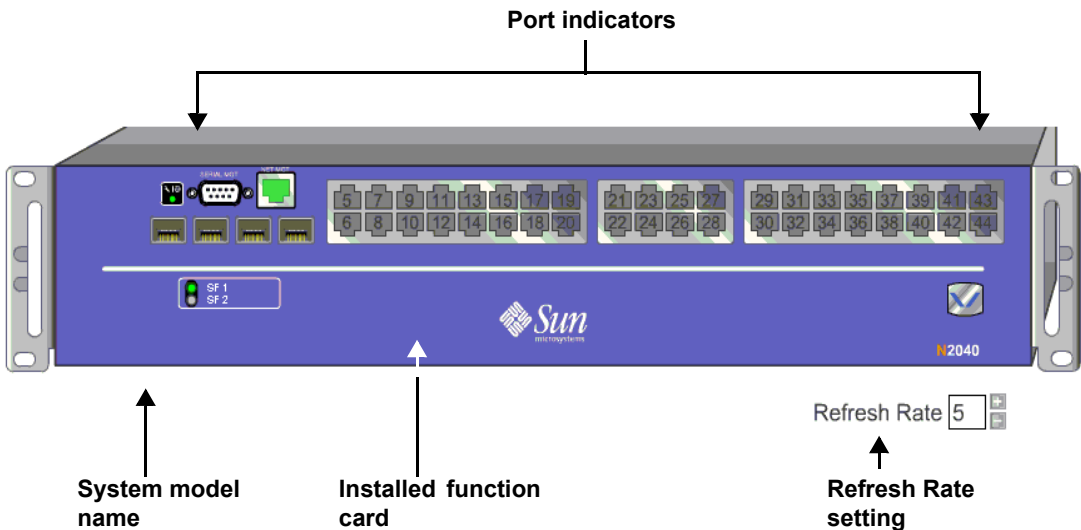 Port indicators
SERIAL MGT NET MGT
5 7 9 11 13 15 17 19 21 23 25 27 29 31 33 35 37 39 41 43
6 8 10 12 14 16 18 20 22 24 26 28 30 32 34 36 38 40 42 44
SF 1
SF 2
Sun
microsystems
N2040
Refresh Rate 5
System model
name
Installed function
card
Refresh Rate
setting